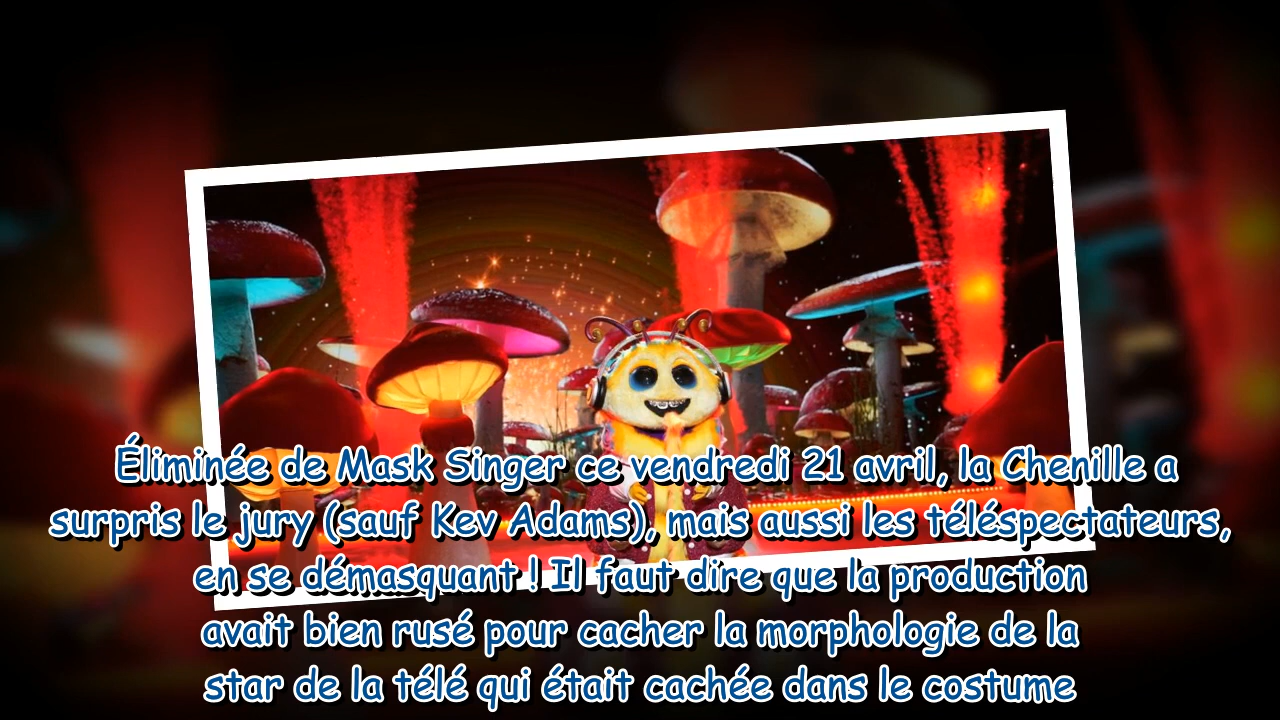 Éliminée de Mask Singer ce vendredi 21 avril, la Chenille a
surpris le jury (sauf Kev Adams), mais aussi les téléspectateurs,
en se démasquant ! Il faut dire que la production
avait bien rusé pour cacher la morphologie de la
star de la télé qui était cachée dans le costume